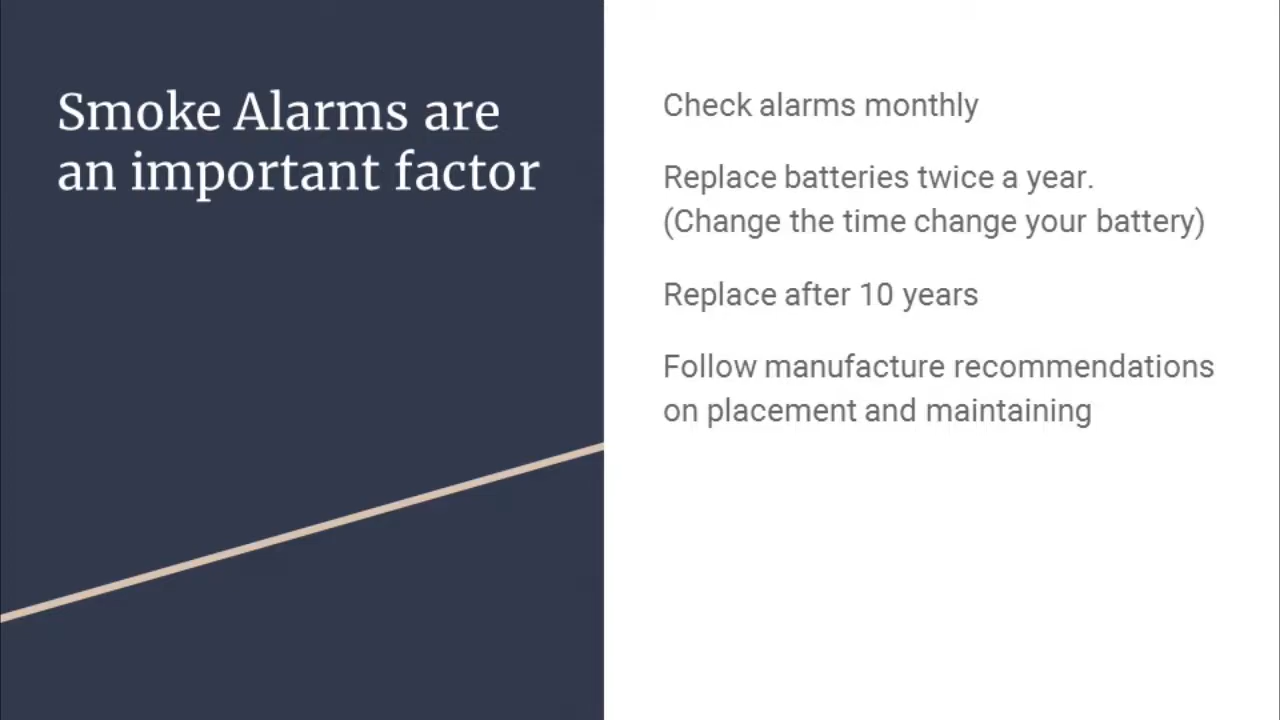 Smoke Alarms are
an important factor
Check alarms monthly
Replace batteries twice a year.
(Change the time change your battery)
Replace after 10 years
Follow manufacture recommendations
on placement and maintaining